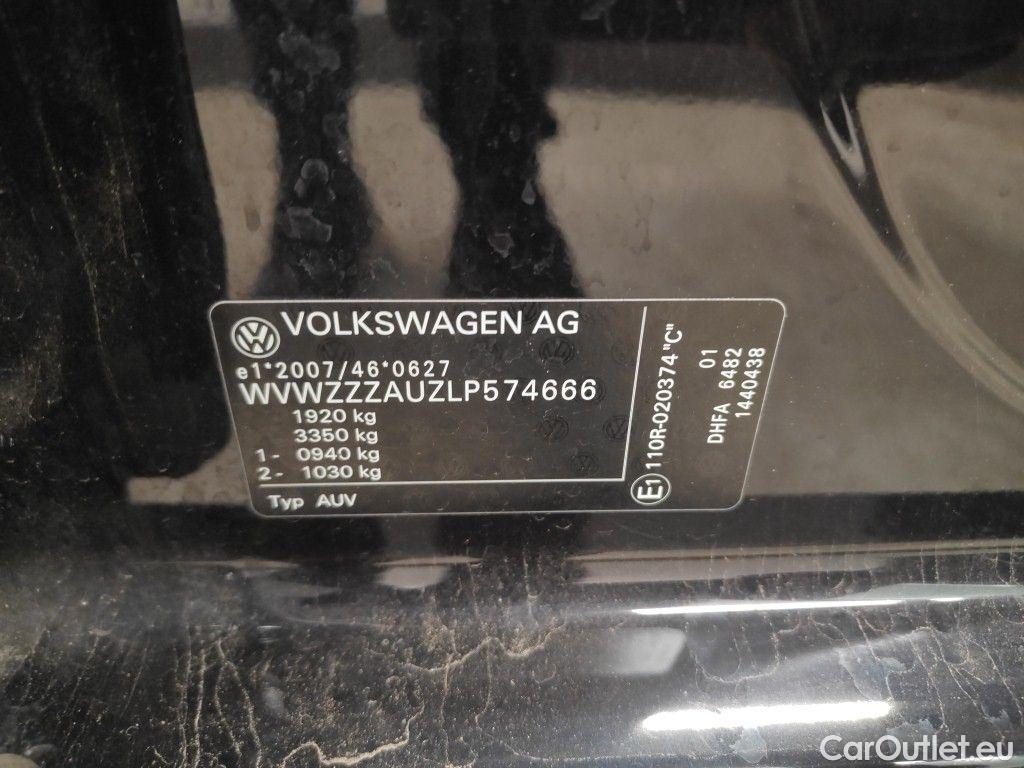 VOLKSWAGEN AG
e1*2007/46*0627
WVWZZZAUZLP574666
1920 kg
3350 kg
1- 0940 kg
2- 1030 kg
Typ AUV
E1 110R-020374"C"
01
DHFA 6482
1440438
CarOutlet.eu